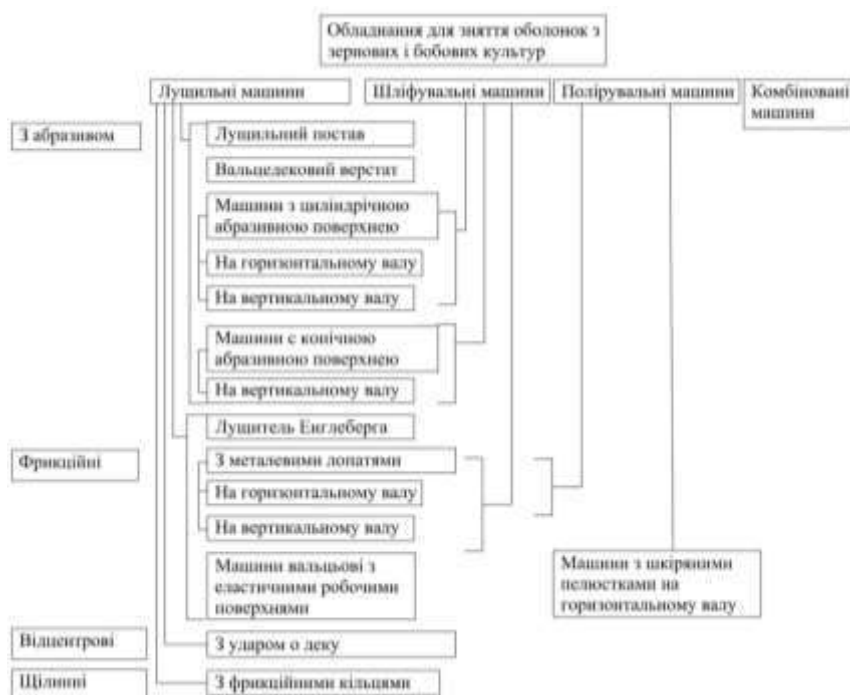 Обладнання для зняття оболонок з
зернових і бобових культур
Лущильні машини
Шліфувальні машини
Полірувальні машини
Комбіновані
машини
З абразивом
Лущильний постав
Вальцедековий верстат
Машини з циліндрічною
абразивною поверхнею
На горизонтальному валу
На вертикальному валу
Машини с конічною
абразивною поверхнею
На вертикальному валу
Лущитель Енглеберга
Фрикційні
З металевими лопатями
На горизонтальному валу
На вертикальному валу
Машини вальцьові з
еластичними робочими
поверхнями
Машини з шкіряними
пелюстками на
горизонтальному валу
Відцентрові
З ударом о деку
Щілинні
З фрикційними кільцями